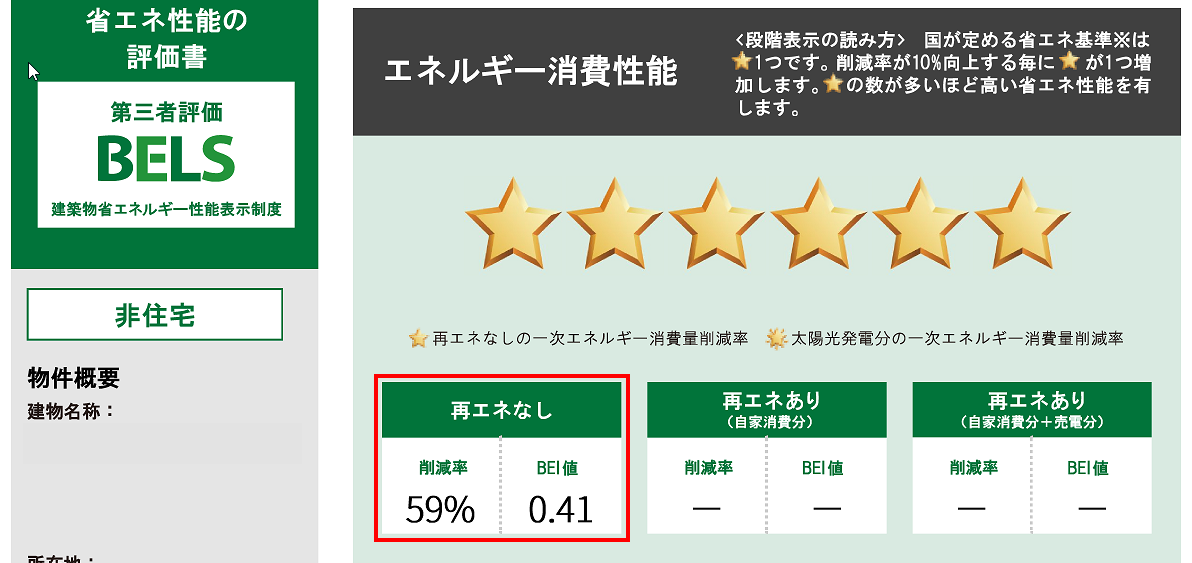 省エネ性能の
評価書
第三者評価
BELS
建築物省エネルギー性能表示制度
非住宅
物件概要
建物名称：
所在地：
エネルギー消費性能
<段階表示の読み方>　国が定める省エネ基準※は
1つです。削減率が10%向上する毎に が1つ増
加します。 の数が多いほど高い省エネ性能を有
します。
再エネなしの一次エネルギー消費量削減率
太陽光発電分の一次エネルギー消費量削減率
再エネなし
削減率
BEI値
59%
0.41
再エネあり
(自家消費分)
削減率
BEI値
—
—
再エネあり
(自家消費分＋売電分)
削減率
BEI値
—
—